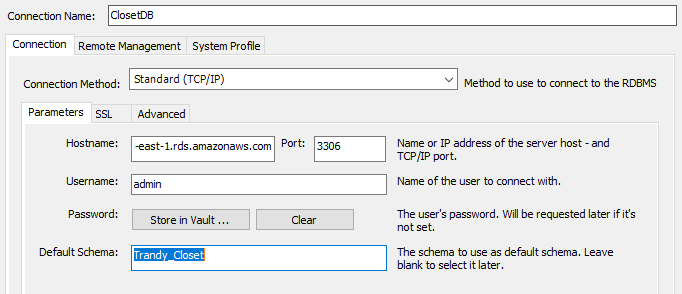 Connection Name: ClosetDB
Connection Remote Management System Profile
Connection Method: Standard (TCP/IP) Method to use to connect to the RDBMS
Parameters SSL Advanced
Hostname: -east-1.rds.amazonaws.com Port: 3306 Name or IP address of the server host - and
TCP/IP port.
Username: admin Name of the user to connect with.
Password: Store in Vault ... Clear The user's password. Will be requested later if it's
not set.
Default Schema: Trandy_Closet The schema to use as default schema. Leave
blank to select it later.